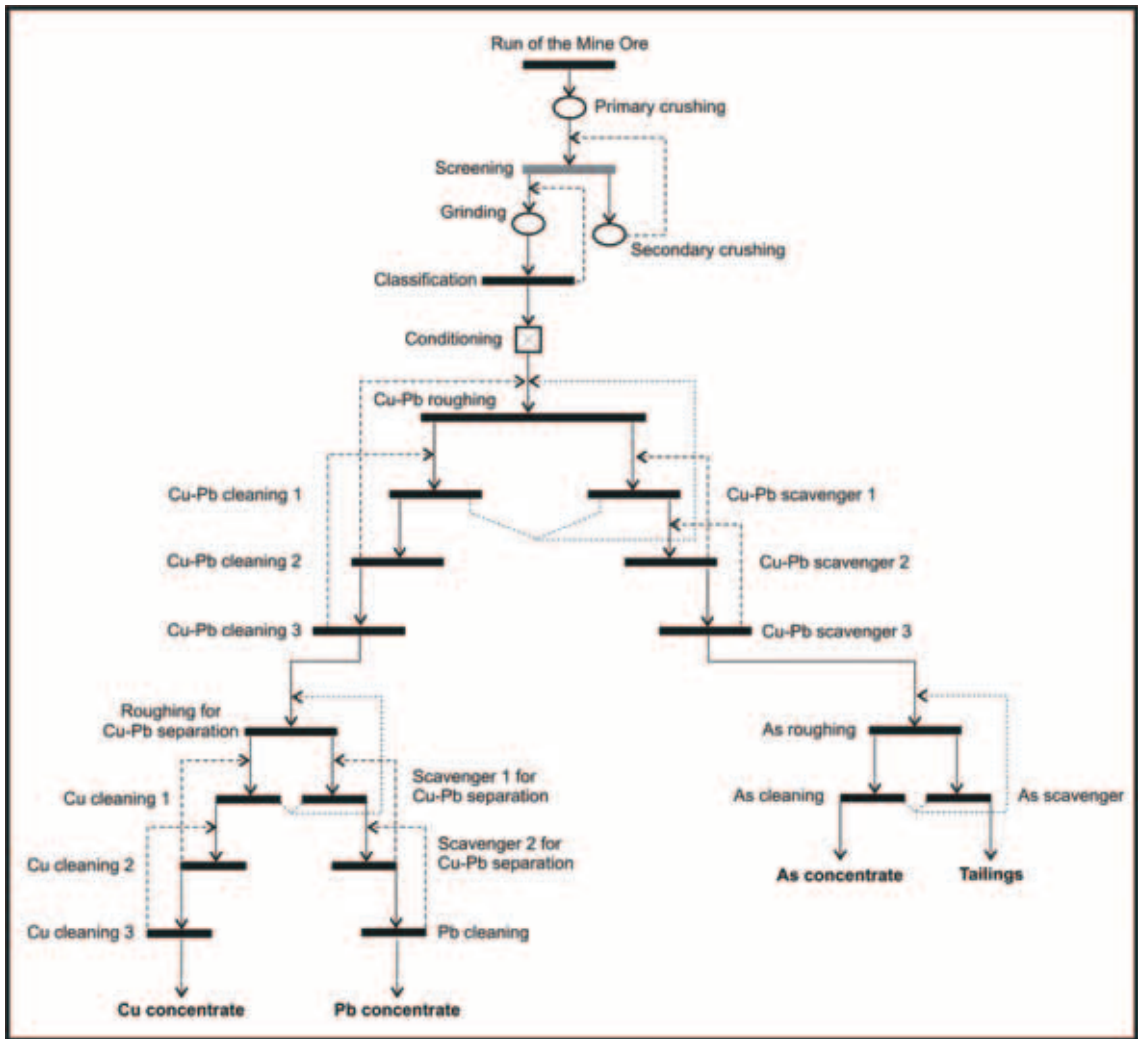 Run of the Mine Ore
Primary crushing
Screening
Grinding
Secondary crushing
Classification
Conditioning
Cu-Pb roughing
Cu-Pb cleaning 1
Cu-Pb scavenger 1
Cu-Pb cleaning 2
Cu-Pb scavenger 2
Cu-Pb cleaning 3
Cu-Pb scavenger 3
Roughing for
Cu-Pb separation
As roughing
Scavenger 1 for
Cu-Pb separation
Cu cleaning 1
As cleaning
As scavenger
Scavenger 2 for
Cu-Pb separation
Cu cleaning 2
As concentrate
Tailings
Cu cleaning 3
Pb cleaning
Cu concentrate
Pb concentrate